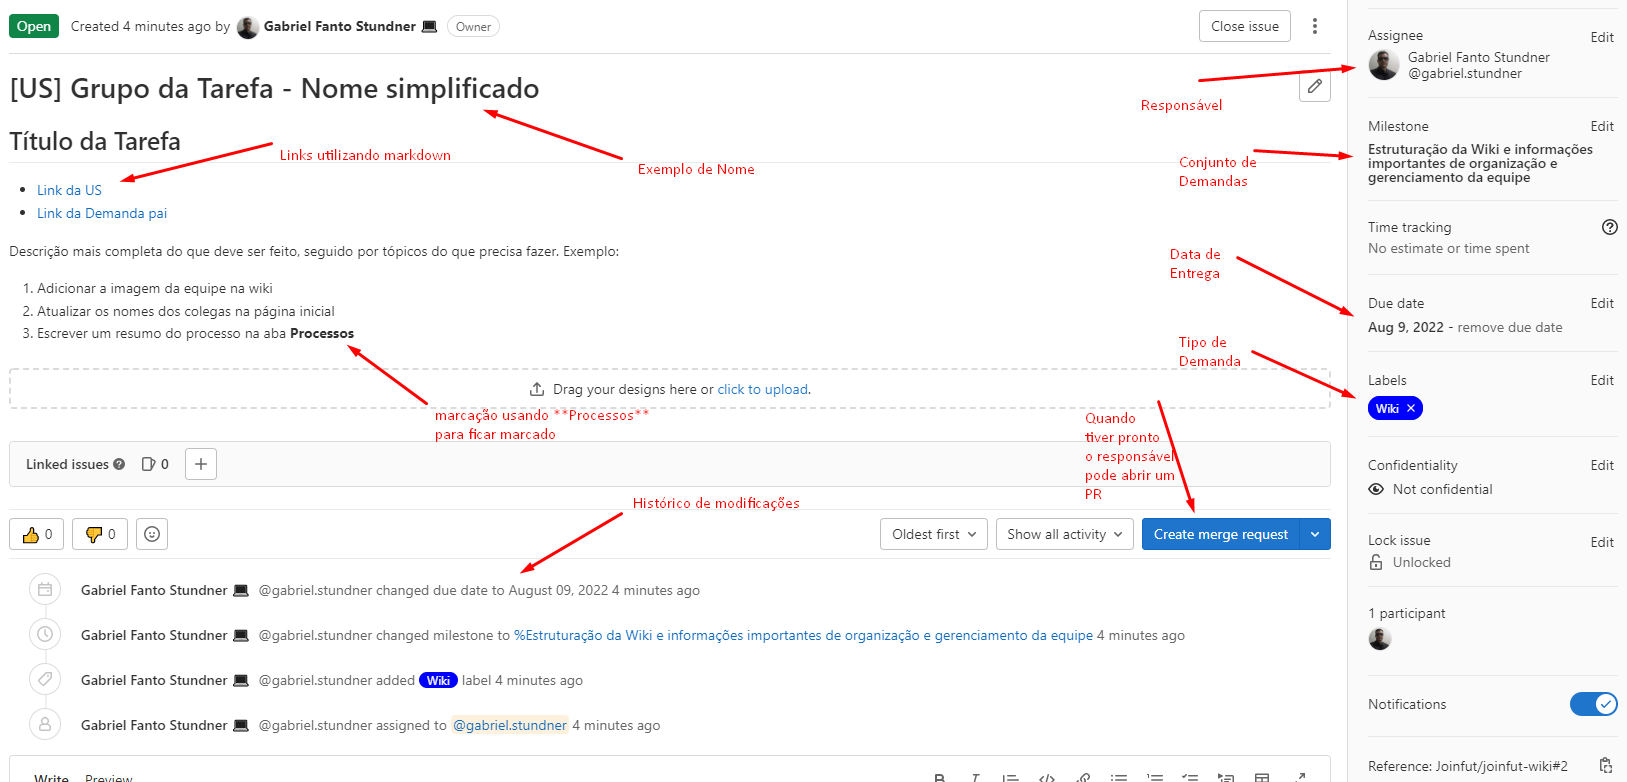 Open Created 4 minutes ago by Gabriel Fanto Stundner Owner Close issue
[US] Grupo da Tarefa - Nome simplificado
Título da Tarefa
Links utilizando markdown
Exemplo de Nome
Link da US
Link da Demanda pai
Descrição mais completa do que deve ser feito, seguido por tópicos do que precisa fazer. Exemplo:
1. Adicionar a imagem da equipe na wiki
2. Atualizar os nomes dos colegas na página inicial
3. Escrever um resumo do processo na aba Processos
Drag your designs here or click to upload.
marcação usando **Processos**
para ficar marcado
Linked issues 0
Quando
tiver pronto
o responsável
pode abrir um
PR
Histórico de modificações
0 0 Oldest first Show all activity Create merge request
Gabriel Fanto Stundner @gabriel.stundner changed due date to August 09, 2022 4 minutes ago
Gabriel Fanto Stundner @gabriel.stundner changed milestone to %Estruturação da Wiki e informações importantes de organização e gerenciamento da equipe 4 minutes ago
Gabriel Fanto Stundner @gabriel.stundner added Wiki label 4 minutes ago
Gabriel Fanto Stundner @gabriel.stundner assigned to @gabriel.stundner 4 minutes ago
Write Preview
Responsável
Conjunto de
Demandas
Data de
Entrega
Tipo de
Demanda
Assignee Edit
Gabriel Fanto Stundner
@gabriel.stundner
Milestone Edit
Estruturação da Wiki e informações
importantes de organização e
gerenciamento da equipe
Time tracking
No estimate or time spent
Due date Edit
Aug 9, 2022 - remove due date
Labels Edit
Wiki
Confidentiality Edit
Not confidential
Lock issue Edit
Unlocked
1 participant
Notifications
Reference: Joinfut/joinfut-wiki#2